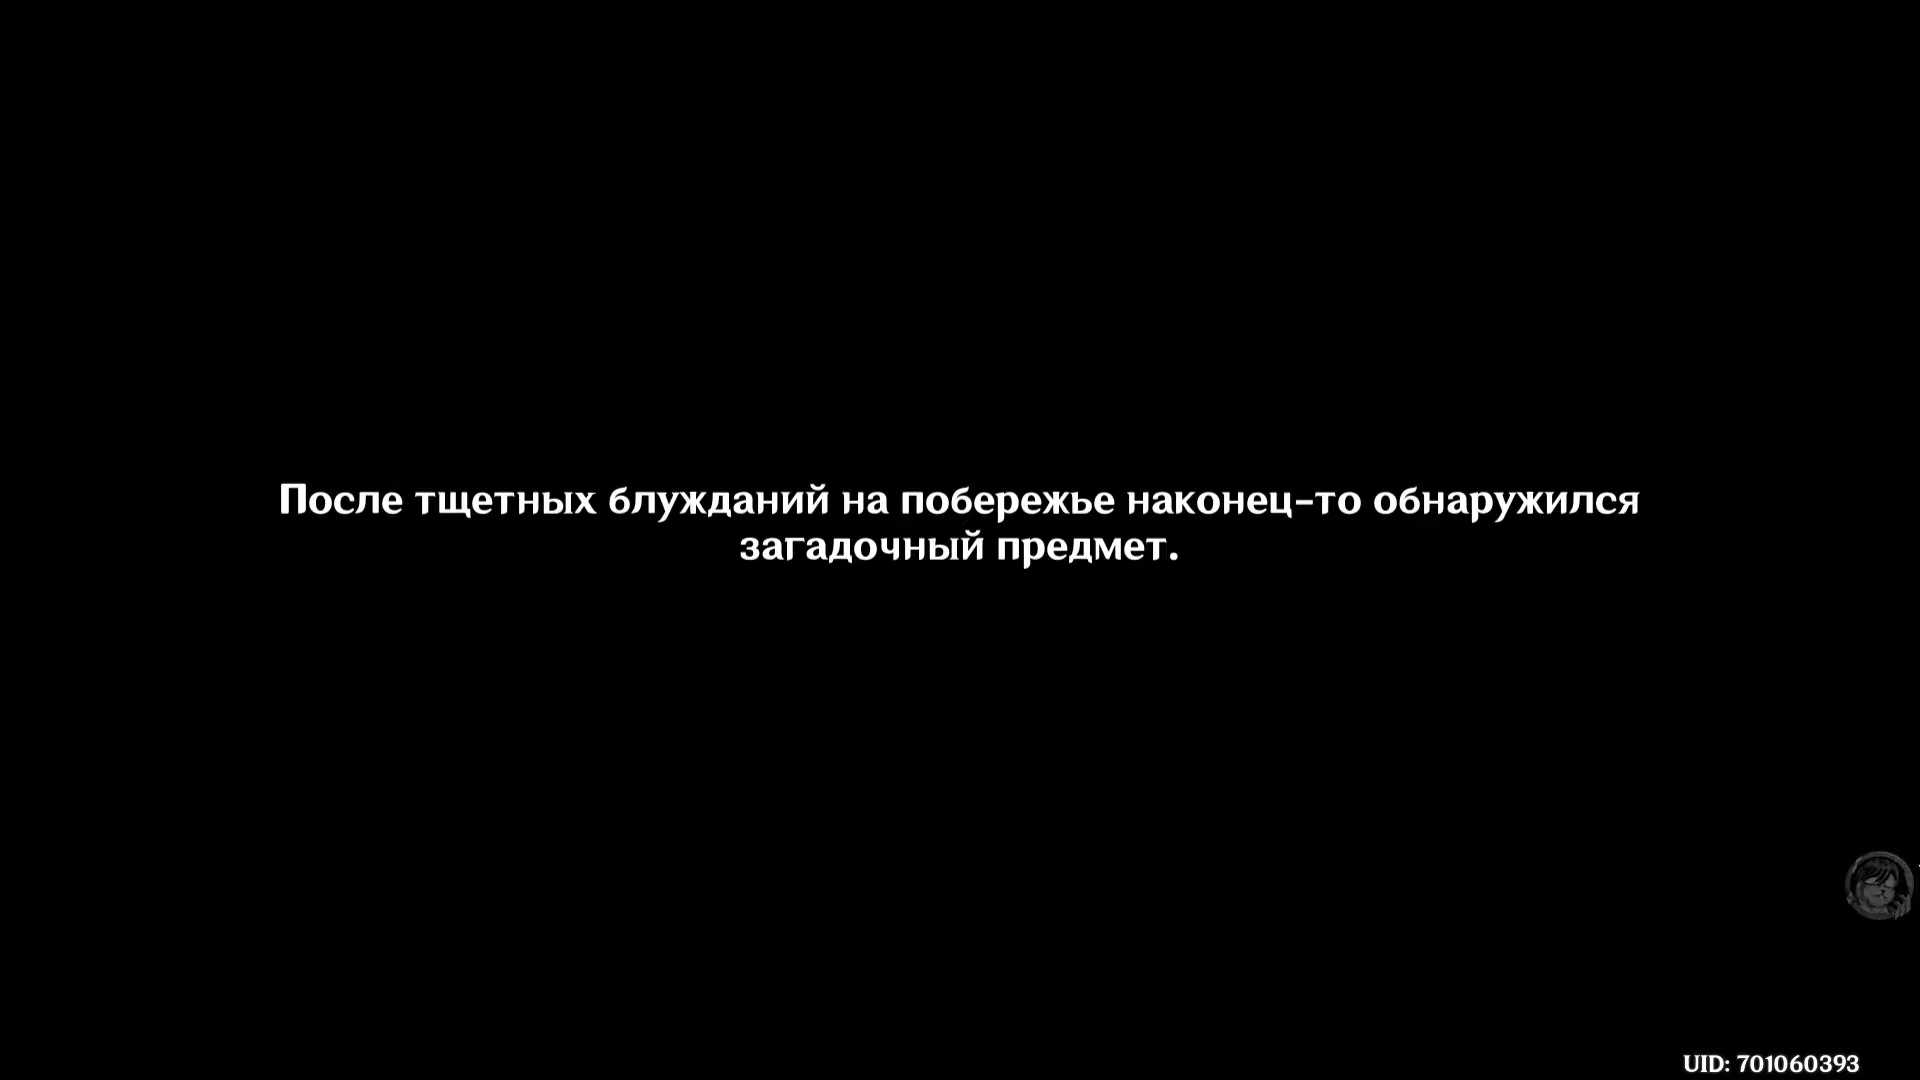 После тщетных блужданий на побережье наконец-то обнаружился
загадочный предмет.
UID: 701060393